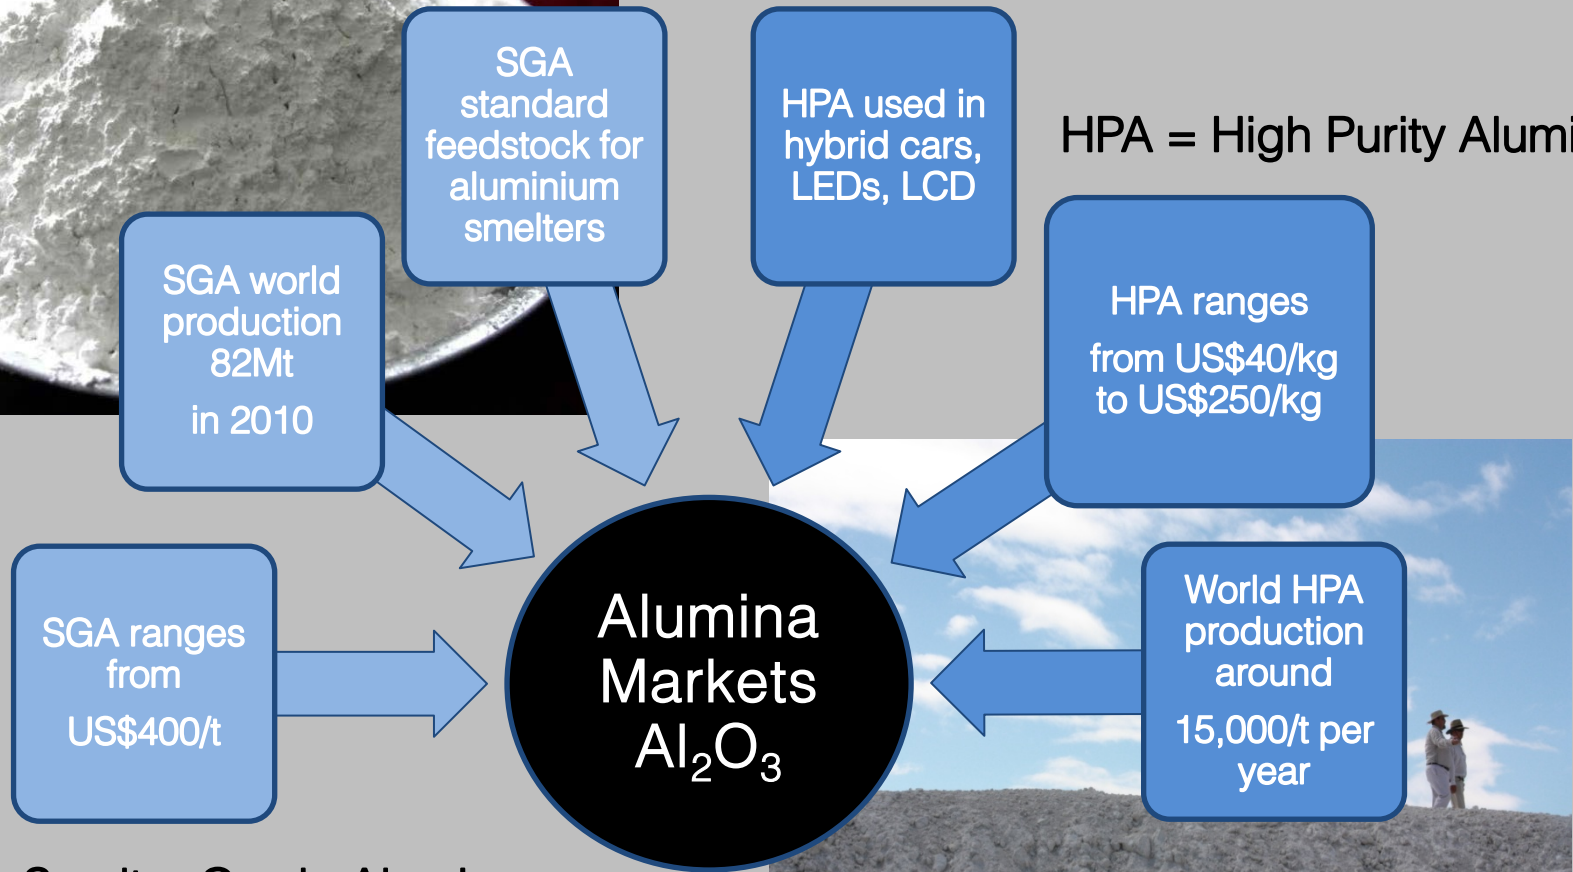 SGA
standard
feedstock for
aluminium
smelters
HPA used in
hybrid cars,
LEDs, LCD
HPA = High Purity
SGA world
production
82Mt
in 2010
HPA ranges
from US$40/kg
to US$250/kg
SGA ranges
from
US$400/t
Alumina
Markets
Al₂O₃
World HPA
production
around
15,000/t per
year